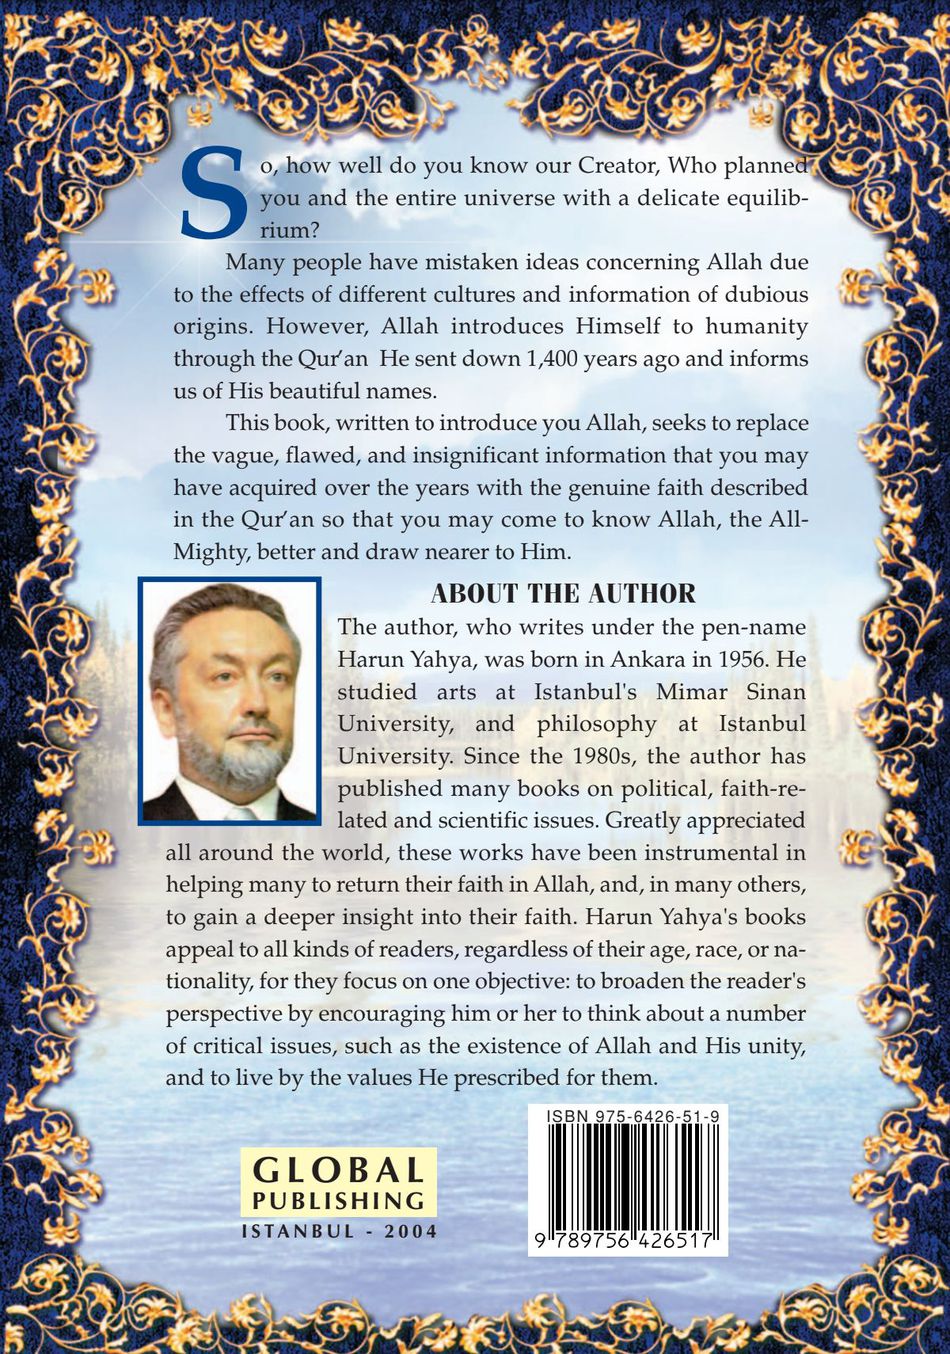 So, how well do you know our Creator, Who planned
you and the entire universe with a delicate equilib-
rium?
Many people have mistaken ideas concerning Allah due
to the effects of different cultures and information of dubious
origins. However, Allah introduces Himself to humanity
through the Qur’an He sent down 1,400 years ago and informs
us of His beautiful names.
This book, written to introduce you Allah, seeks to replace
the vague, flawed, and insignificant information that you may
have acquired over the years with the genuine faith described
in the Qur’an so that you may come to know Allah, the All-
Mighty, better and draw nearer to Him.
ABOUT THE AUTHOR
The author, who writes under the pen-name
Harun Yahya, was born in Ankara in 1956. He
studied arts at Istanbul's Mimar Sinan
University, and philosophy at Istanbul
University. Since the 1980s, the author has
published many books on political, faith-re-
lated and scientific issues. Greatly appreciated
all around the world, these works have been instrumental in
helping many to return their faith in Allah, and, in many others,
to gain a deeper insight into their faith. Harun Yahya's books
appeal to all kinds of readers, regardless of their age, race, or na-
tionality, for they focus on one objective: to broaden the reader's
perspective by encouraging him or her to think about a number
of critical issues, such as the existence of Allah and His unity,
and to live by the values He prescribed for them.
GLOBAL
PUBLISHING
ISTANBUL - 2004
ISBN 975-6426-51-9
9 789756 426517